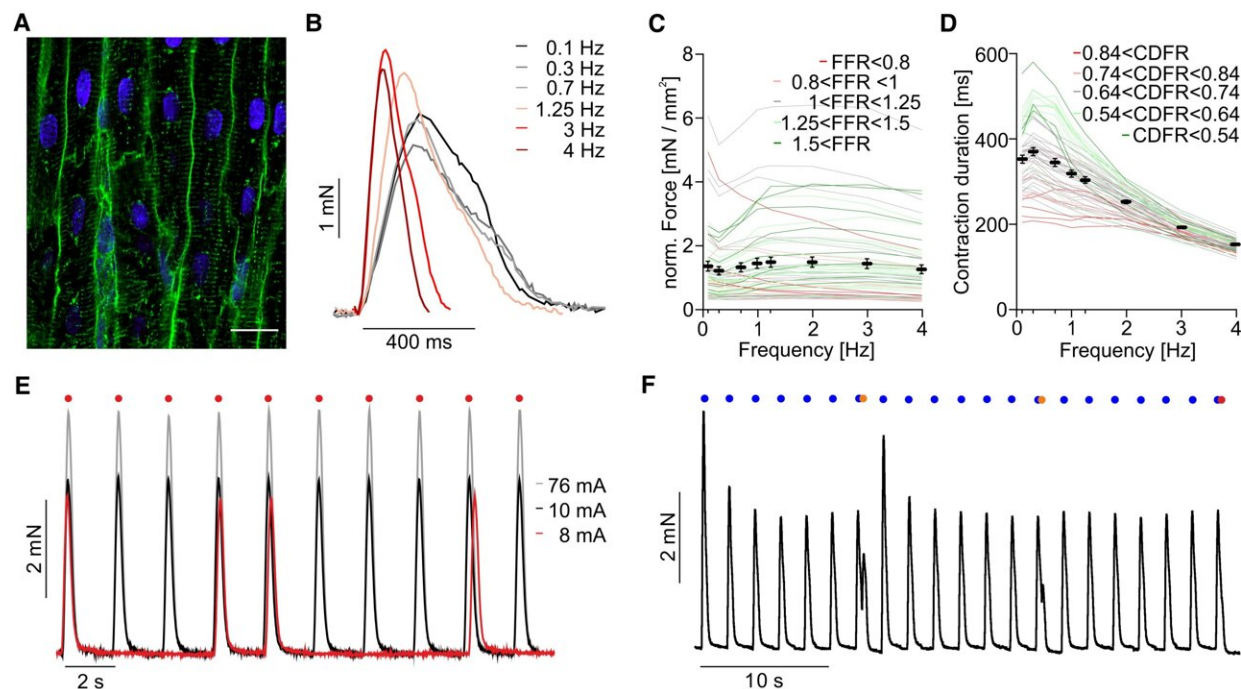 A
B
0.1 Hz
0.3 Hz
0.7 Hz
1.25 Hz
3 Hz
4 Hz
1 mN
400 ms
C
norm. Force [mN / mm²]
8
6
4
2
0
FFR<0.8
0.8<FFR <1
1<FFR<1.25
1.25<FFR<1.5
1.5<FFR
0 1 2 3 4
Frequency [Hz]
D
Contraction duration [ms]
600
400
200
0
0.84<CDFR
0.74<CDFR<0.84
0.64<CDFR<0.74
0.54<CDFR<0.64
CDFR<0.54
0 1 2 3 4
Frequency [Hz]
E
76 mA
10 mA
8 mA
2 mN
2 s
F
2 mN
10 s